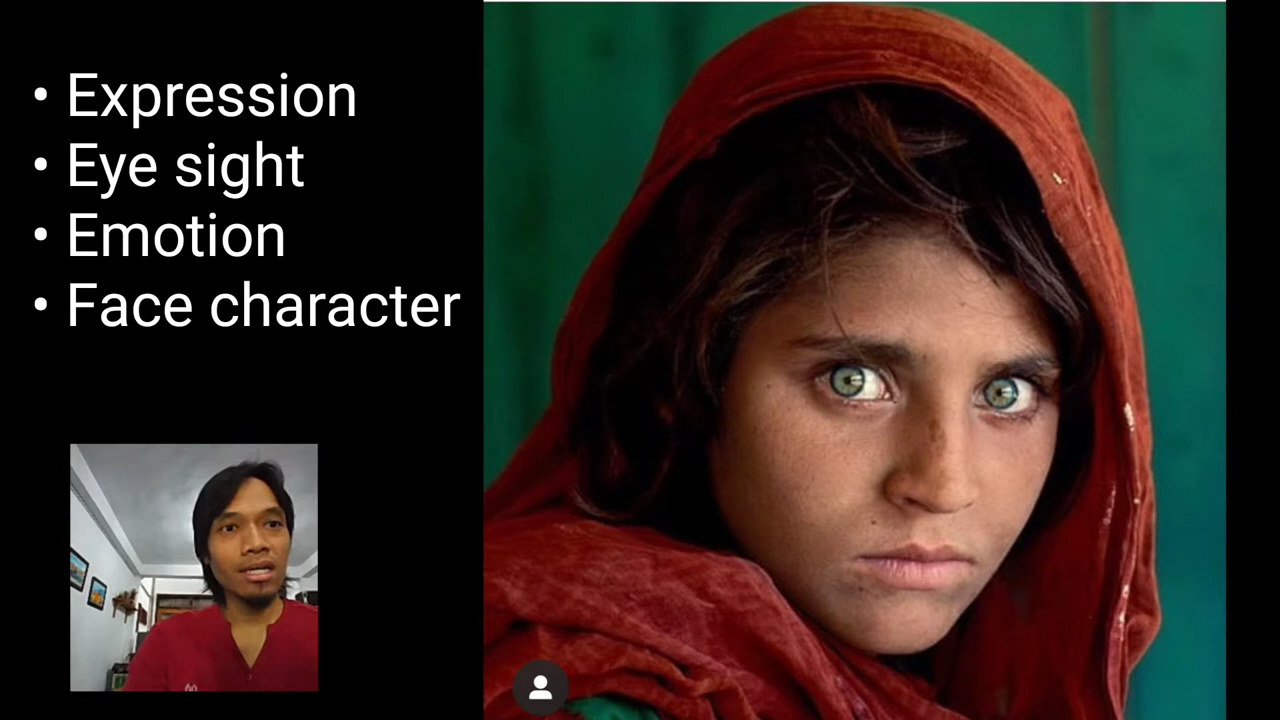 • Expression
• Eye sight
• Emotion
• Face character